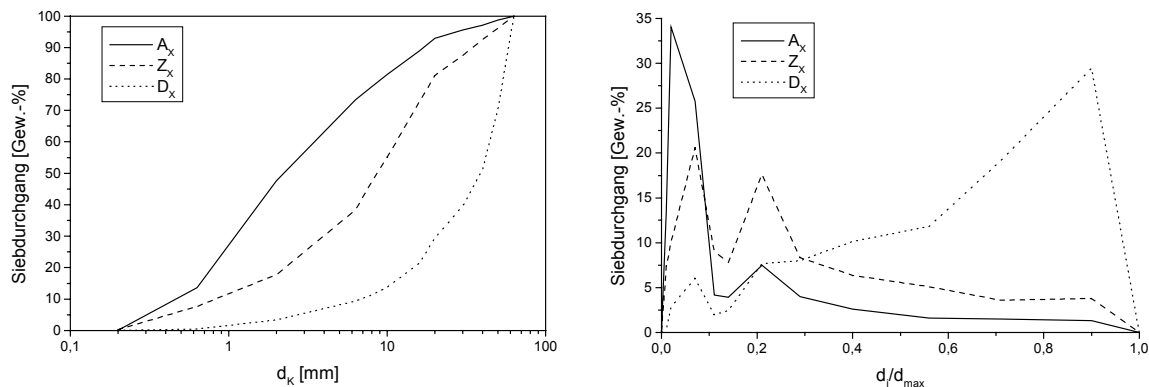 Siebdurchgang [Gew.-%]
100
90
80
70
60
50
40
30
20
10
0
A_x
Z_x
D_x
0,1
1
10
100
d_K [mm]
Siebdurchgang [Gew.-%]
35
30
25
20
15
10
5
0
A_x
Z_x
D_x
0,0
0,2
0,4
0,6
0,8
1,0
d_i/d_max